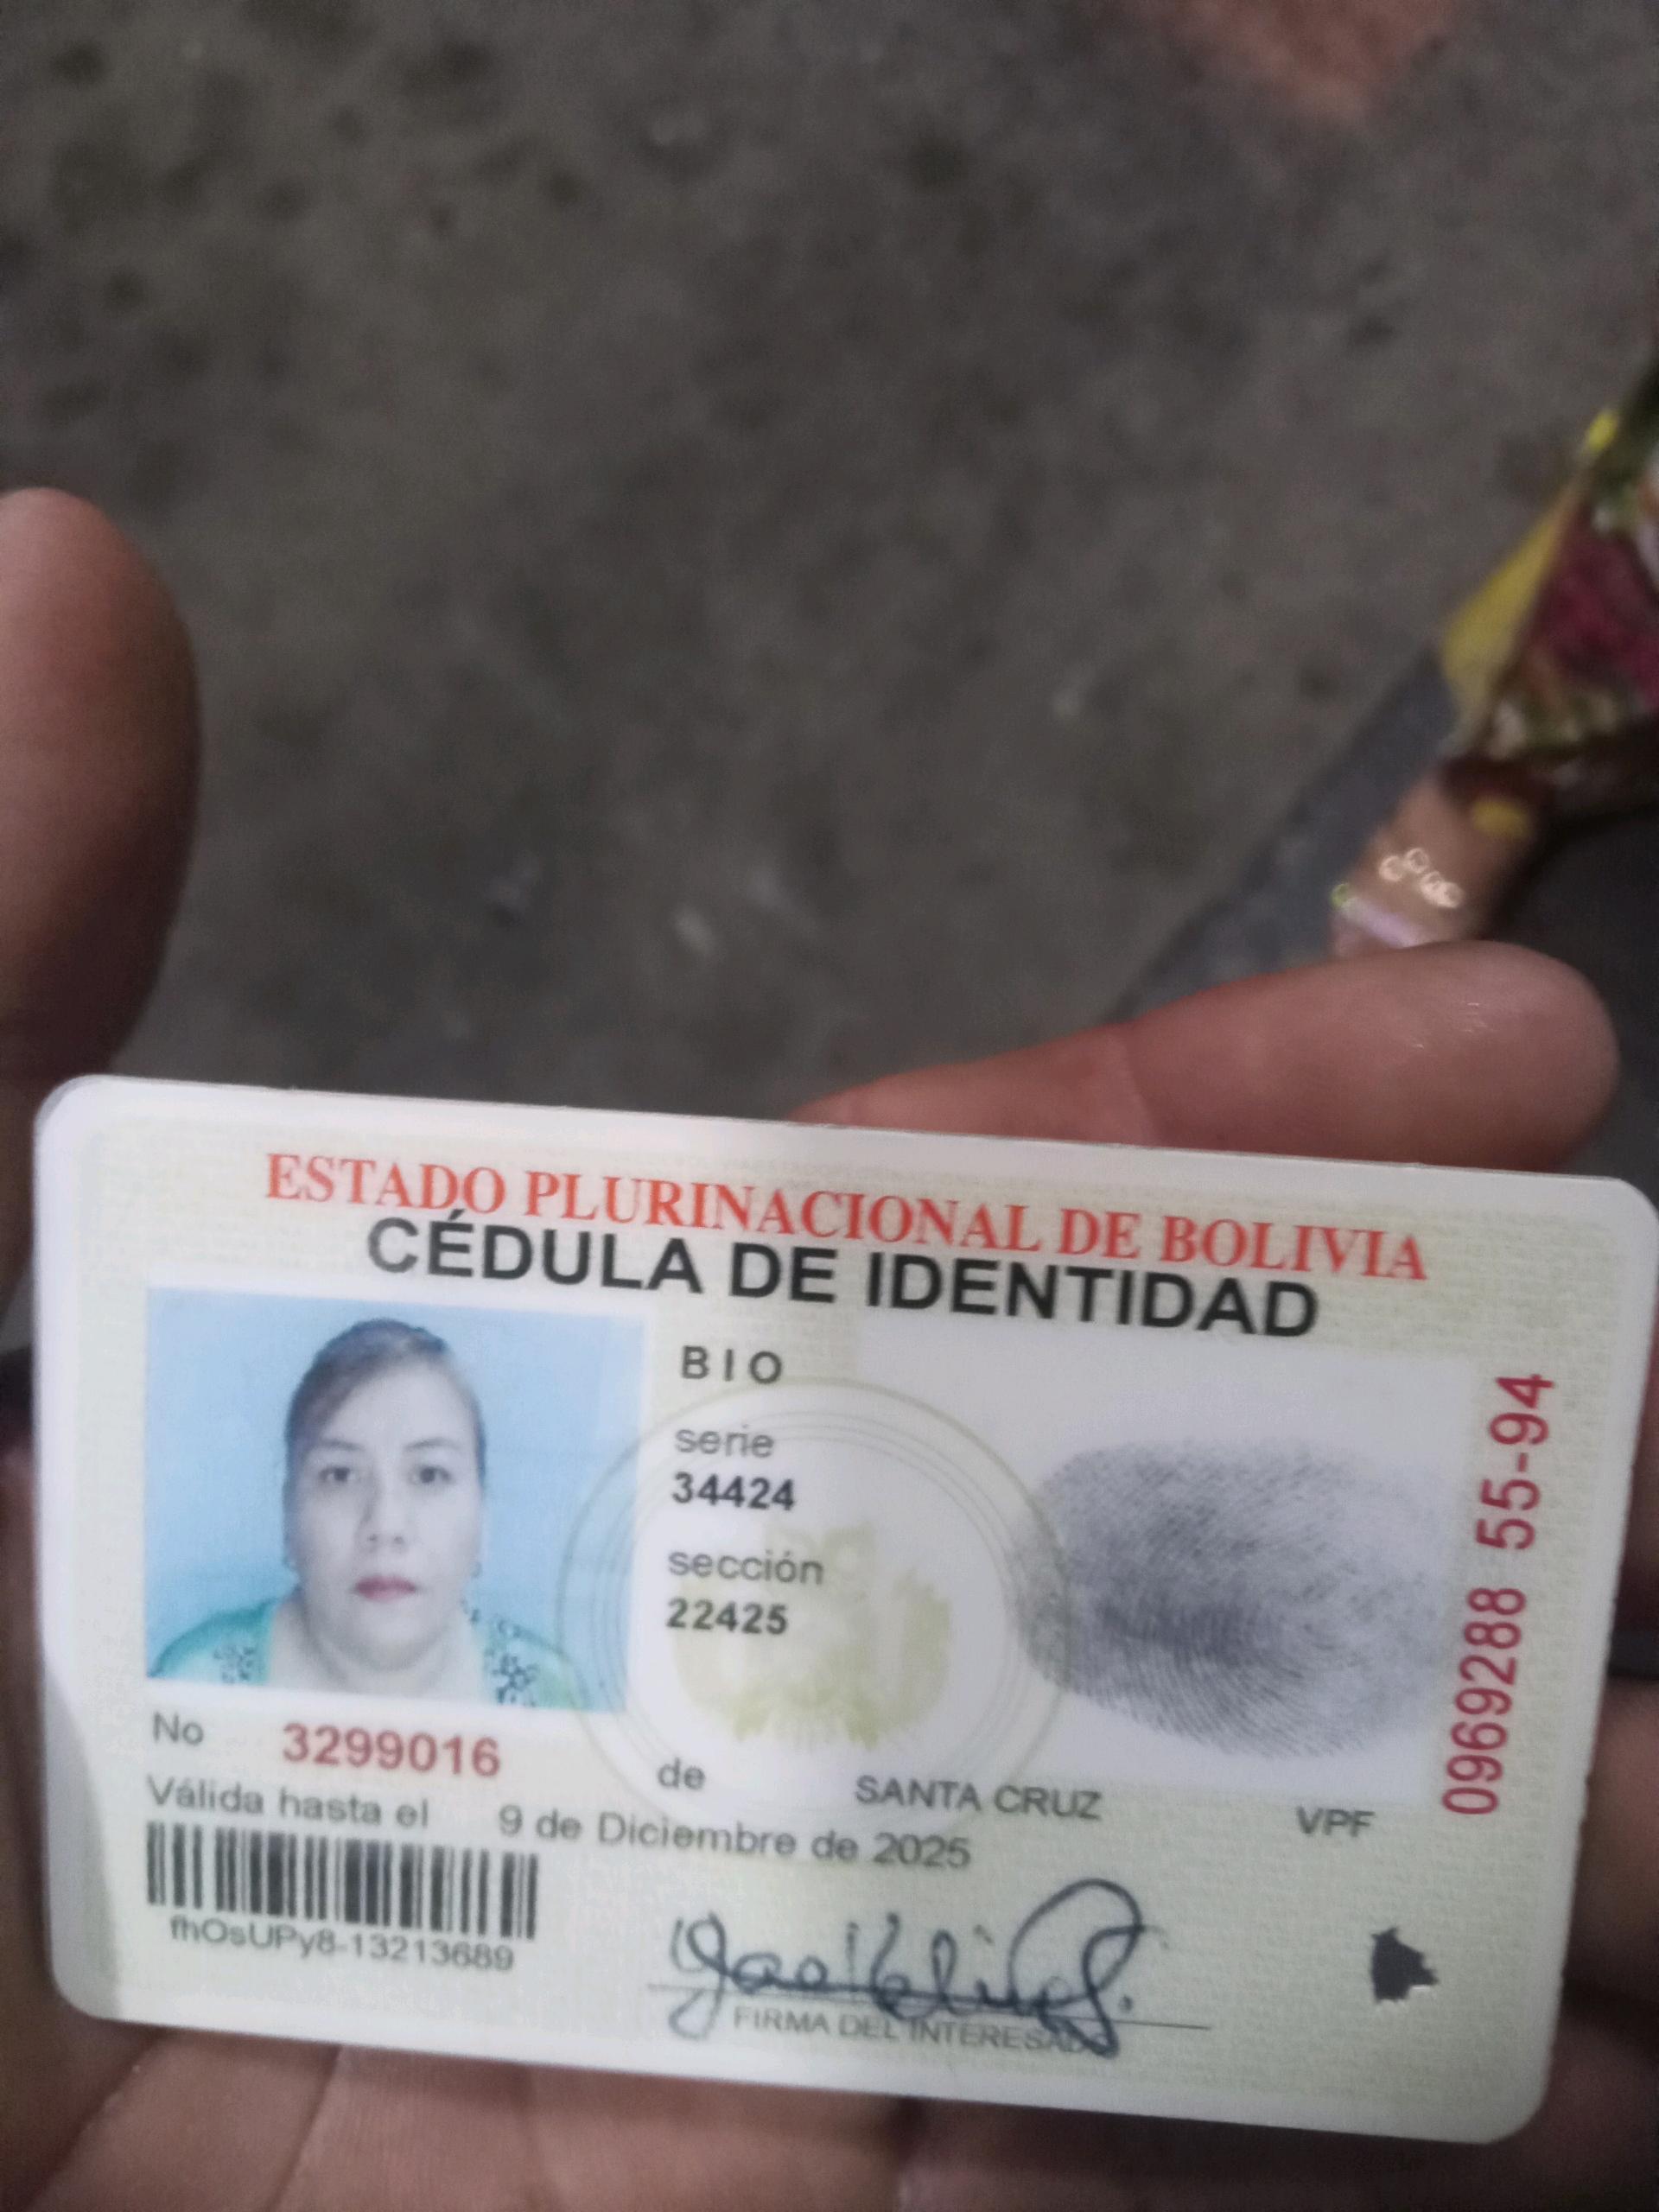 ESTADO PLURINACIONAL DE BOLIVIA
CÉDULA DE IDENTIDAD
BIO
serie
34424
sección
22425
0969288 55-94
No 3299016 de SANTA CRUZ VPF
Válida hasta el 9 de Diciembre de 2025
fhOsUPy8-13213689
FIRMA DEL INTERESADO